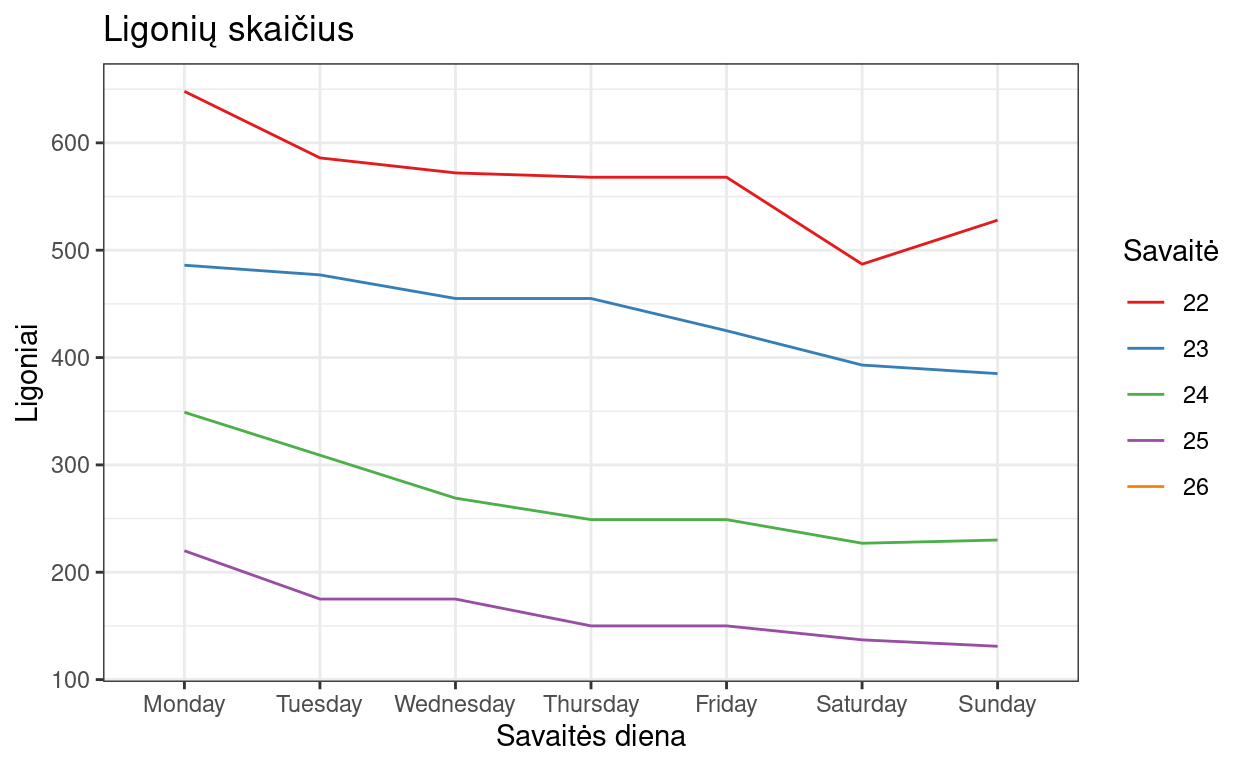 Ligonių skaičius
Ligoniai
600
500
400
300
200
100
Monday Tuesday Wednesday Thursday Friday Saturday Sunday
Savaitės diena
Savaitė
22
23
24
25
26